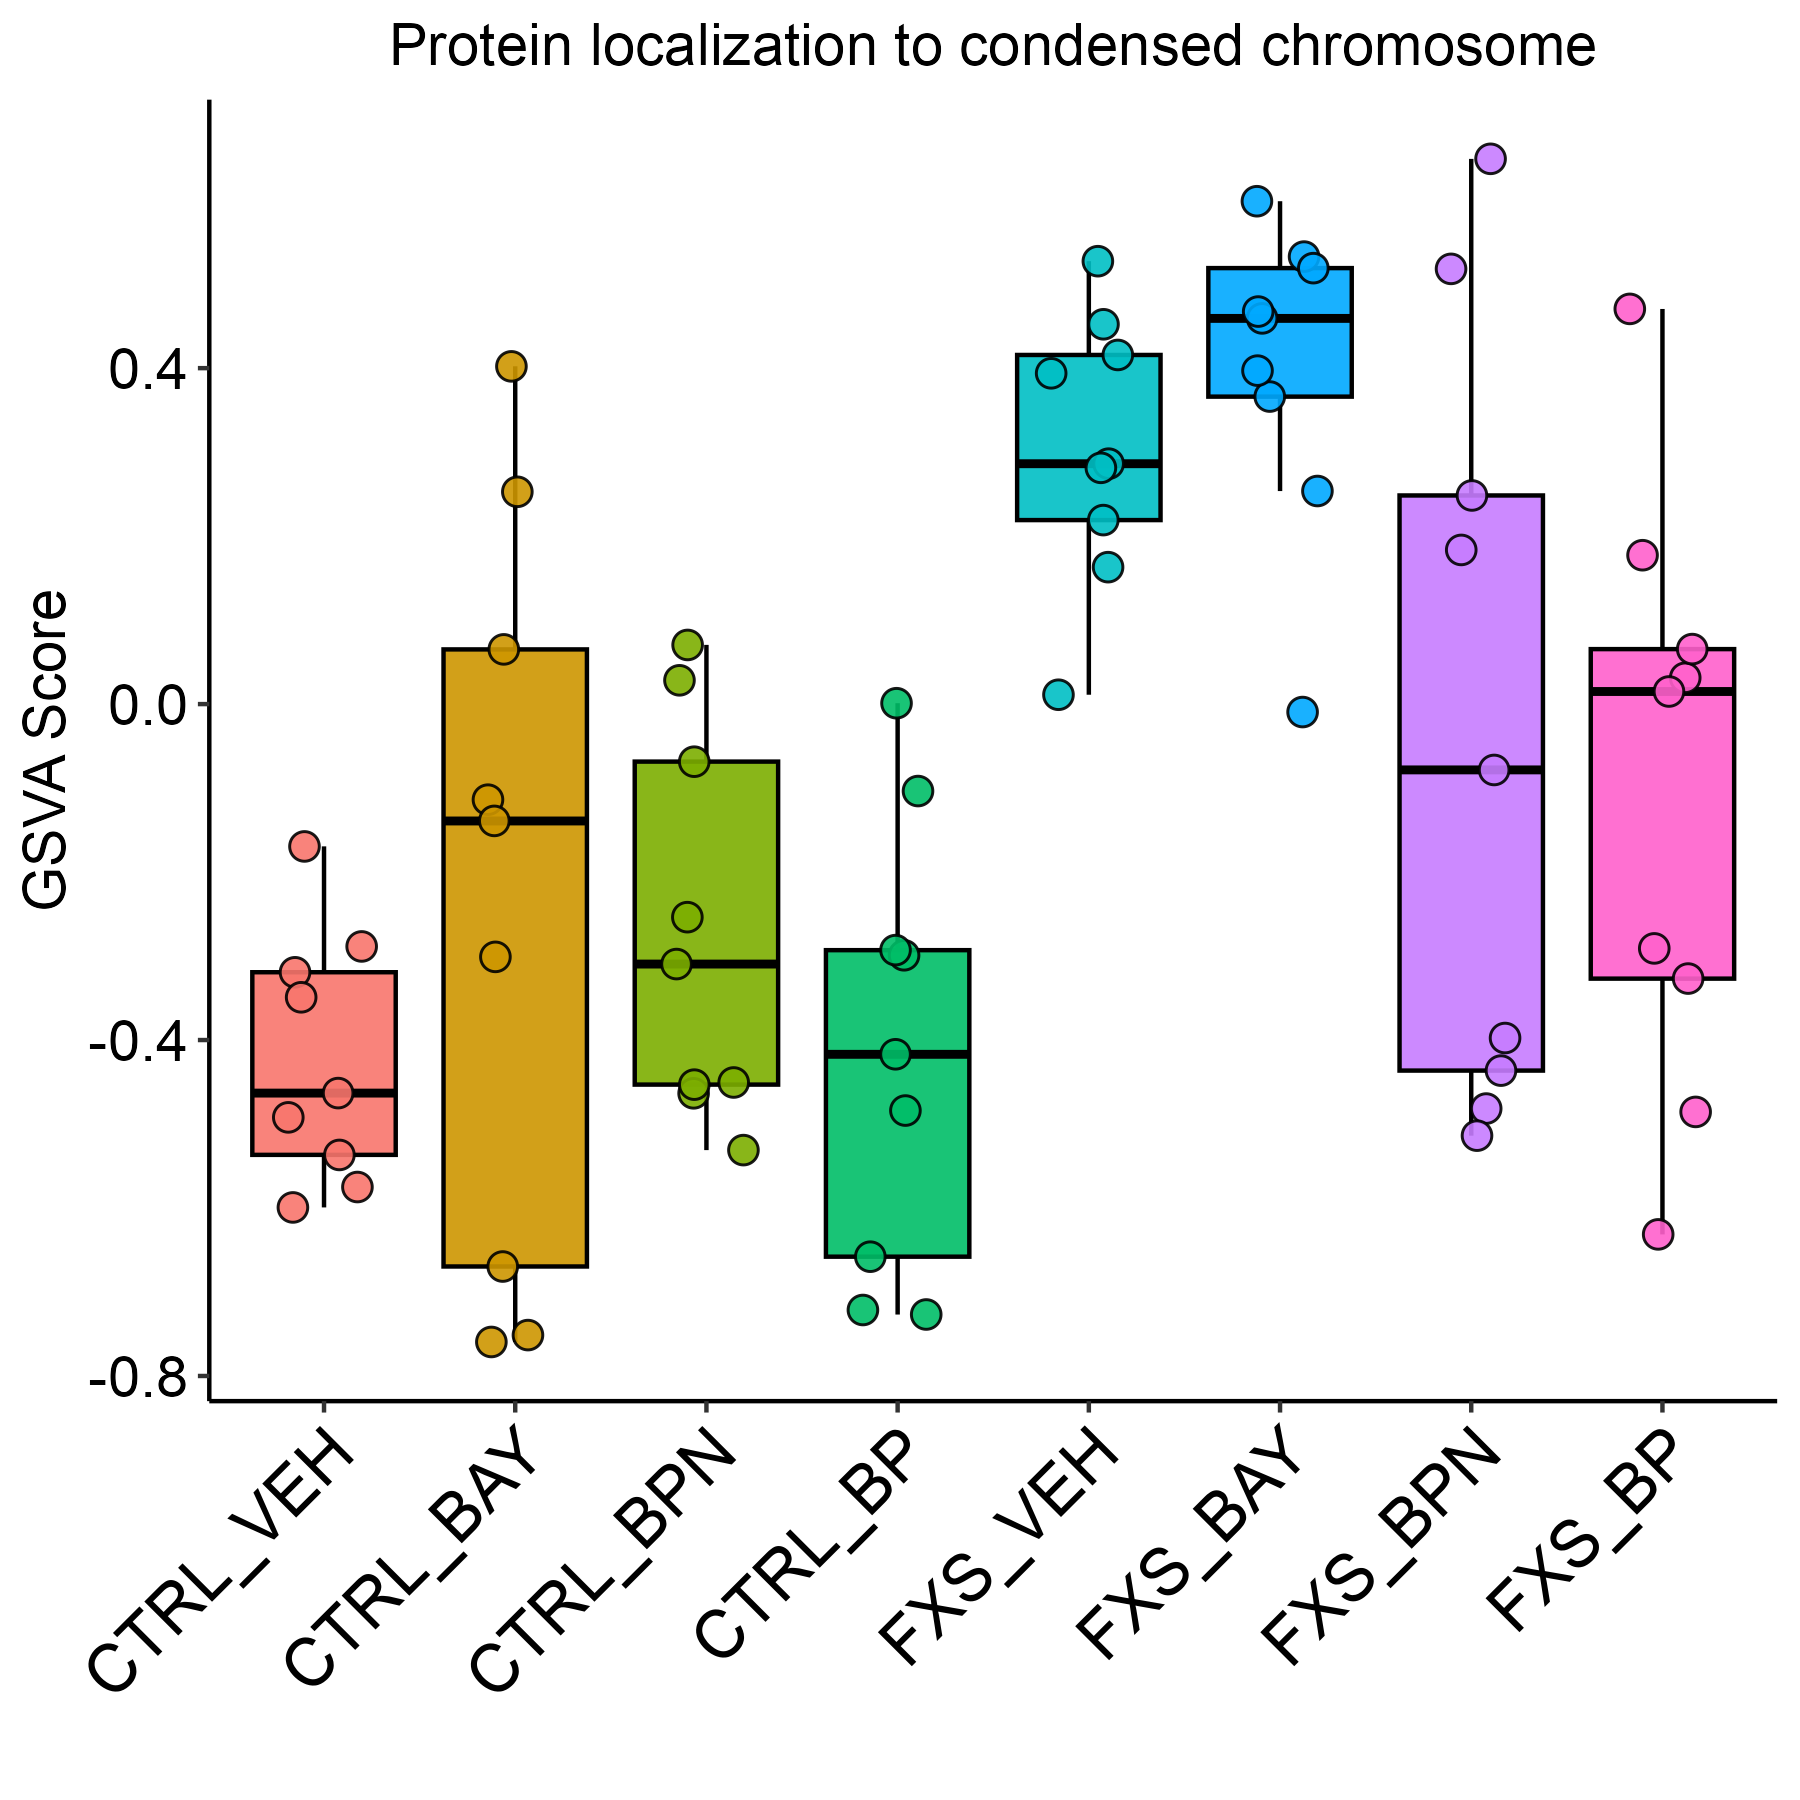 Protein localization to condensed chromosome
GSVA Score
0.4
0.0
-0.4
-0.8
CTRL_VEH
CTRL_BAY
CTRL_BPN
CTRL_BP
FXS_VEH
FXS_BAY
FXS_BPN
FXS_BP